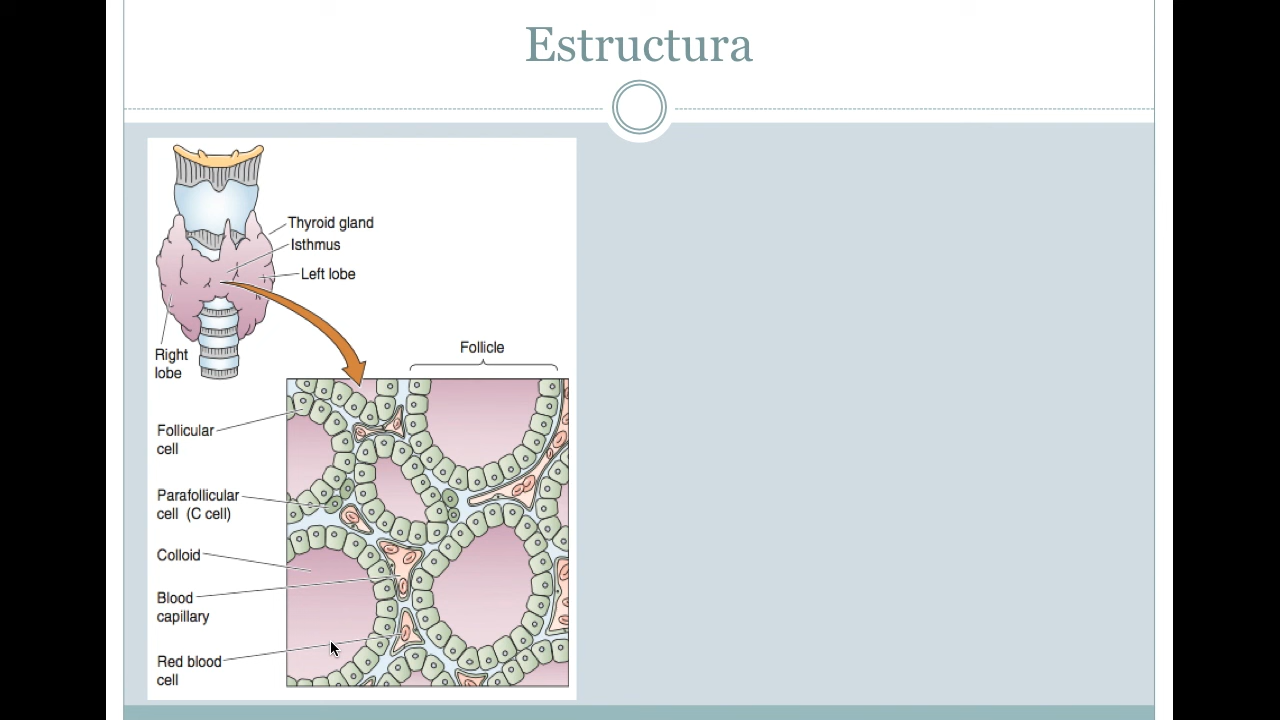 Estructura
Thyroid gland
Isthmus
Left lobe
Right
lobe
Follicle
Follicular
cell
Parafollicular
cell (C cell)
Colloid
Blood
capillary
Red blood
cell